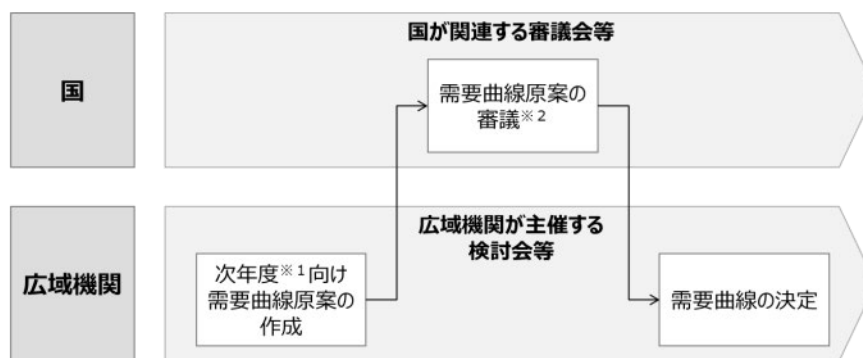 国
国が関連する審議会等
需要曲線原案の
審議※2
広域機関
広域機関が主催する
検討会等
次年度※1向け
需要曲線原案の
作成
需要曲線の決定